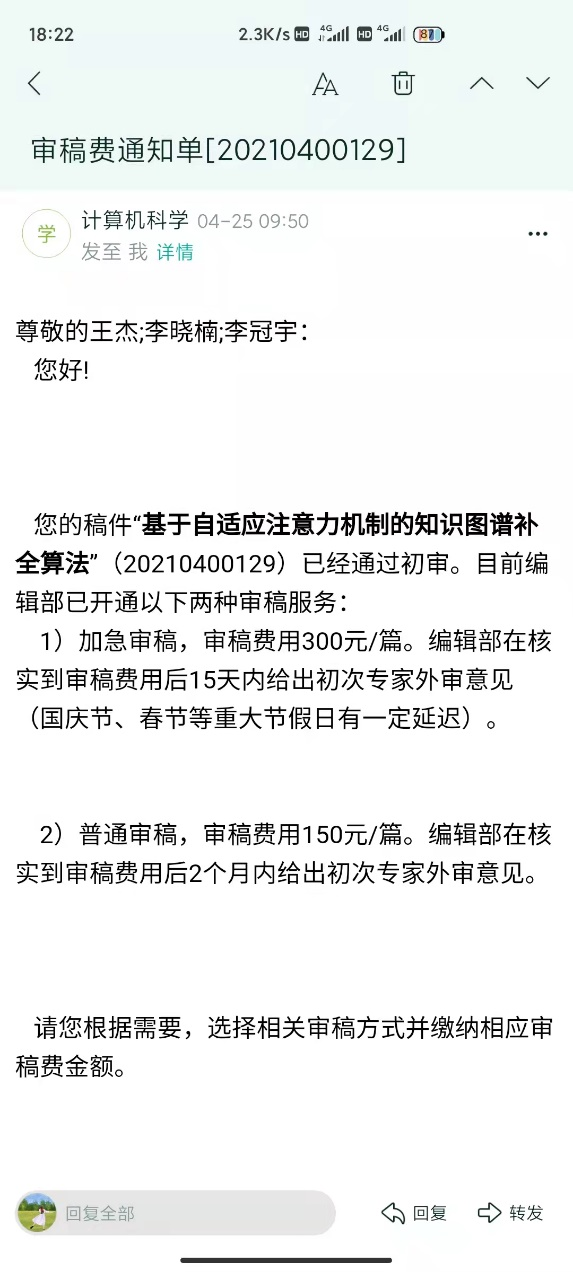 18:22
2.3K/s HD 4G HD 4G 87
AA
审稿费通知单[20210400129]
学
计算机科学 04-25 09:50
发至 我 详情
尊敬的王杰;李晓楠;李冠宇:
您好!
您的稿件“基于自适应注意力机制的知识图谱补
全算法”（20210400129）已经通过初审。目前编
辑部已开通以下两种审稿服务：
1）加急审稿，审稿费用300元/篇。编辑部在核
实到审稿费用后15天内给出初次专家外审意见
（国庆节、春节等重大节假日有一定延迟）。
2）普通审稿，审稿费用150元/篇。编辑部在核
实到审稿费用后2个月内给出初次专家外审意见。
请您根据需要，选择相关审稿方式并缴纳相应审
稿费金额。
回复全部
回复
转发